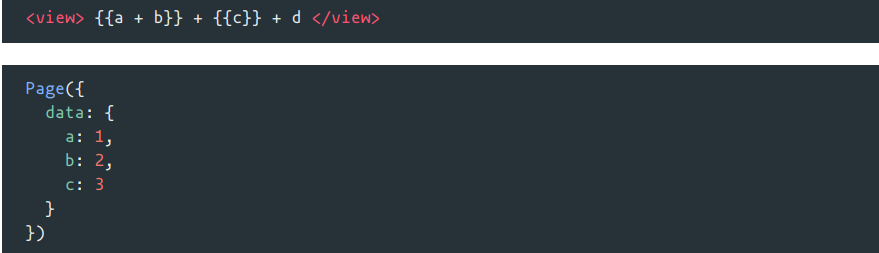 <view> {{a + b}} + {{c}} + d </view>
Page({
  data: {
    a: 1,
    b: 2,
    c: 3
  }
})